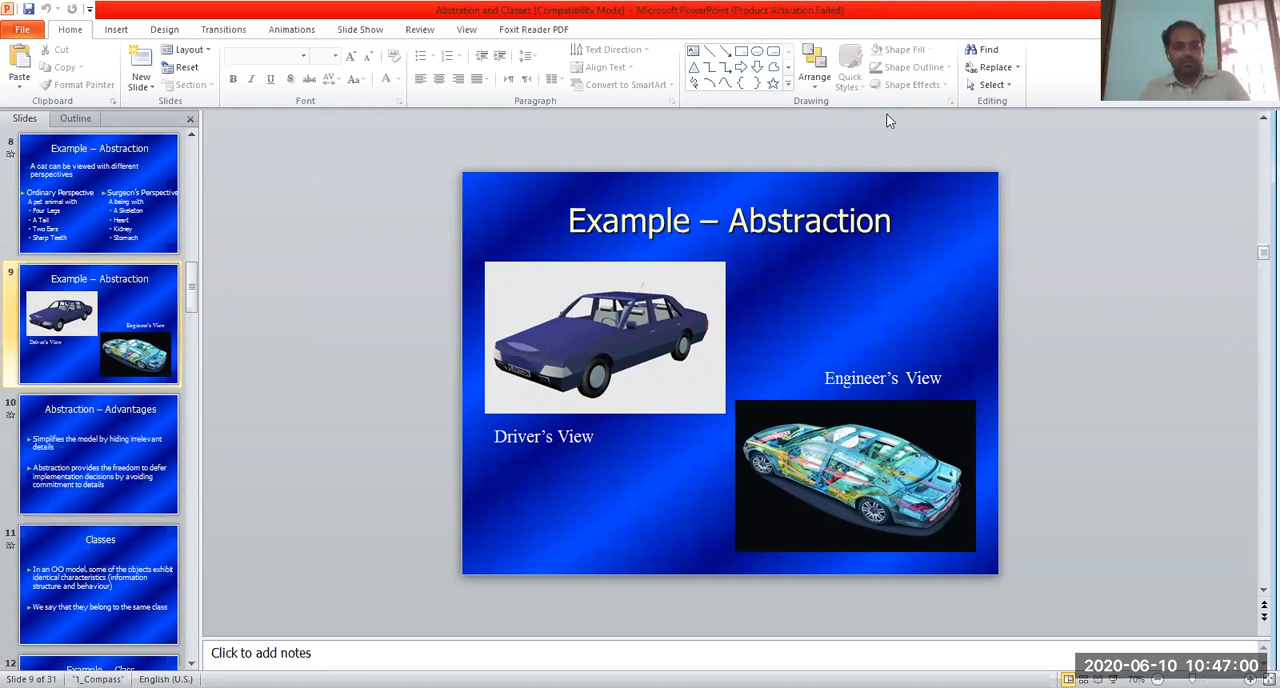 Abstration and Classes [Compatibility Mode] - Microsoft PowerPoint (Product Activation Failed)
File Home Insert Design Transitions Animations Slide Show Review View Foxit Reader PDF
Paste
Cut
Copy
Format Painter
Clipboard
New Slide
Layout
Reset
Section
Slides
B I U S abc AV Aa A
Font
Paragraph
Text Direction
Align Text
Convert to SmartArt
Arrange
Quick Styles
Shape Fill
Shape Outline
Shape Effects
Drawing
Find
Replace
Select
Editing
Slides Outline
8
Example – Abstraction
A cat can be viewed with different
perspectives
Ordinary Perspective
A pet animal with
- Four Legs
- A Tail
- Two Ears
- Sharp Teeth
Surgeon's Perspective
A being with
- A Skeleton
- Heart
- Kidney
- Stomach
9
Example – Abstraction
Engineer's View
Driver's View
10
Abstraction – Advantages
Simplifies the model by hiding irrelevant
details
Abstraction provides the freedom to defer
implementation decisions by avoiding
commitment to details
11
Classes
In an OO model, some of the objects exhibit
identical characteristics (information
structure and behaviour)
We say that they belong to the same class
12
Example – Class
Example – Abstraction
Engineer's View
Driver's View
Click to add notes
2020-06-10 10:47:00
Slide 9 of 31 "1_Compass" English (U.S.) 70%